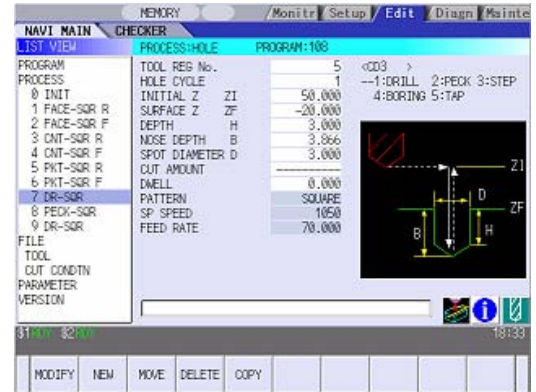 MEMORY Monitr Setup Edit Diagn Mainte
NAVI MAIN CHECKER
LIST VIEW PROCESS:HOLE PROGRAM:108
PROGRAM
PROCESS
0 INIT
1 FACE-SQR R
2 FACE-SQR F
3 CNT-SQR R
4 CNT-SQR F
5 PKT-SQR R
6 PKT-SQR F
7 DR-SQR
8 PECK-SQR
9 DR-SQR
FILE
TOOL
CUT CONDTN
PARAMETER
VERSION
TOOL REG No. 5 <CD3 >
HOLE CYCLE 1 --1:DRILL 2:PECK 3:STEP
INITIAL Z ZI 50.000 4:BORING 5:TAP
SURFACE Z ZF -20.000
DEPTH H 3.000
NOSE DEPTH B 3.866
SPOT DIAMETER D 3.000
CUT AMOUNT
DWELL 0.000
PATTERN SQUARE
SP SPEED 1050
FEED RATE 70.000
ZI
D
ZF
B
H
$1 RDY $2 RDY 18:33
MODIFY NEW MOVE DELETE COPY